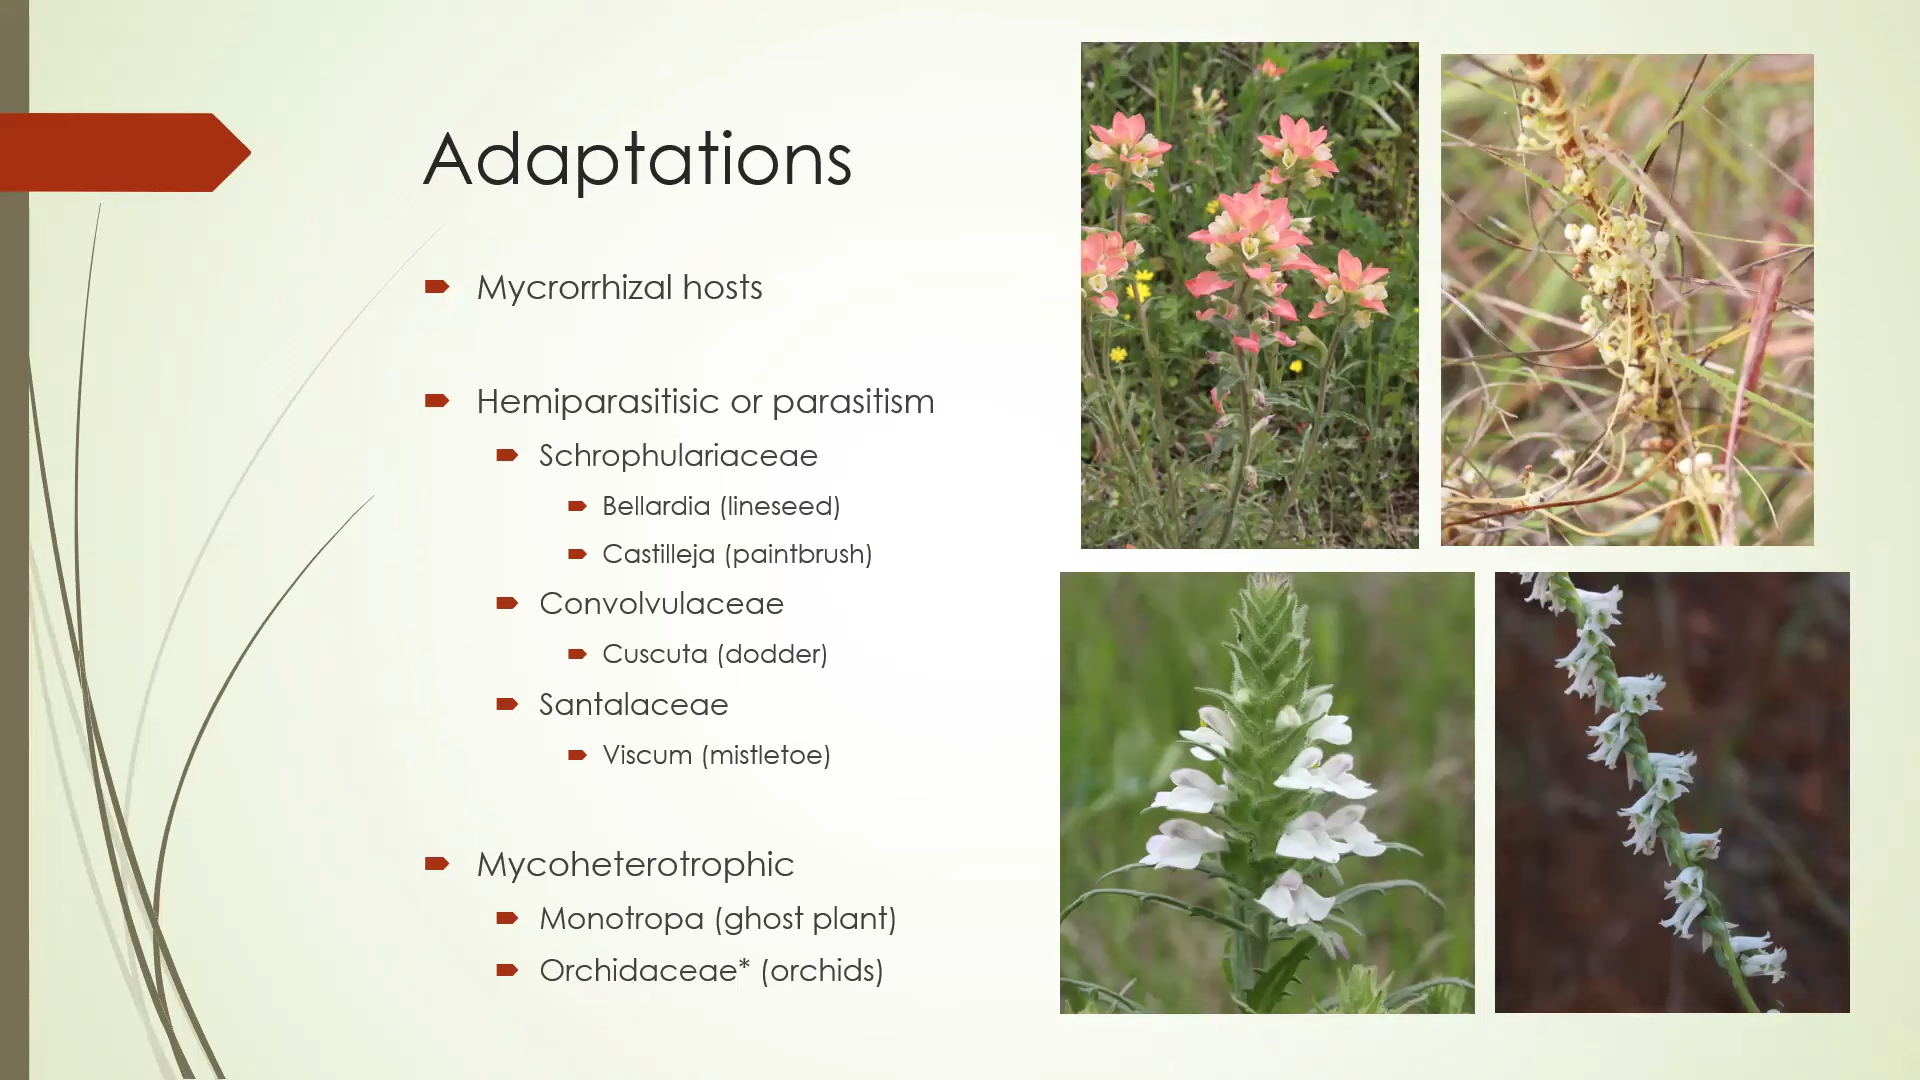 Adaptations
Mycrorrhizal hosts
Hemiparasitisic or parasitism
Schrophulariaceae
Bellardia (lineseed)
Castilleja (paintbrush)
Convolvulaceae
Cuscuta (dodder)
Santalaceae
Viscum (mistletoe)
Mycoheterotrophic
Monotropa (ghost plant)
Orchidaceae* (orchids)